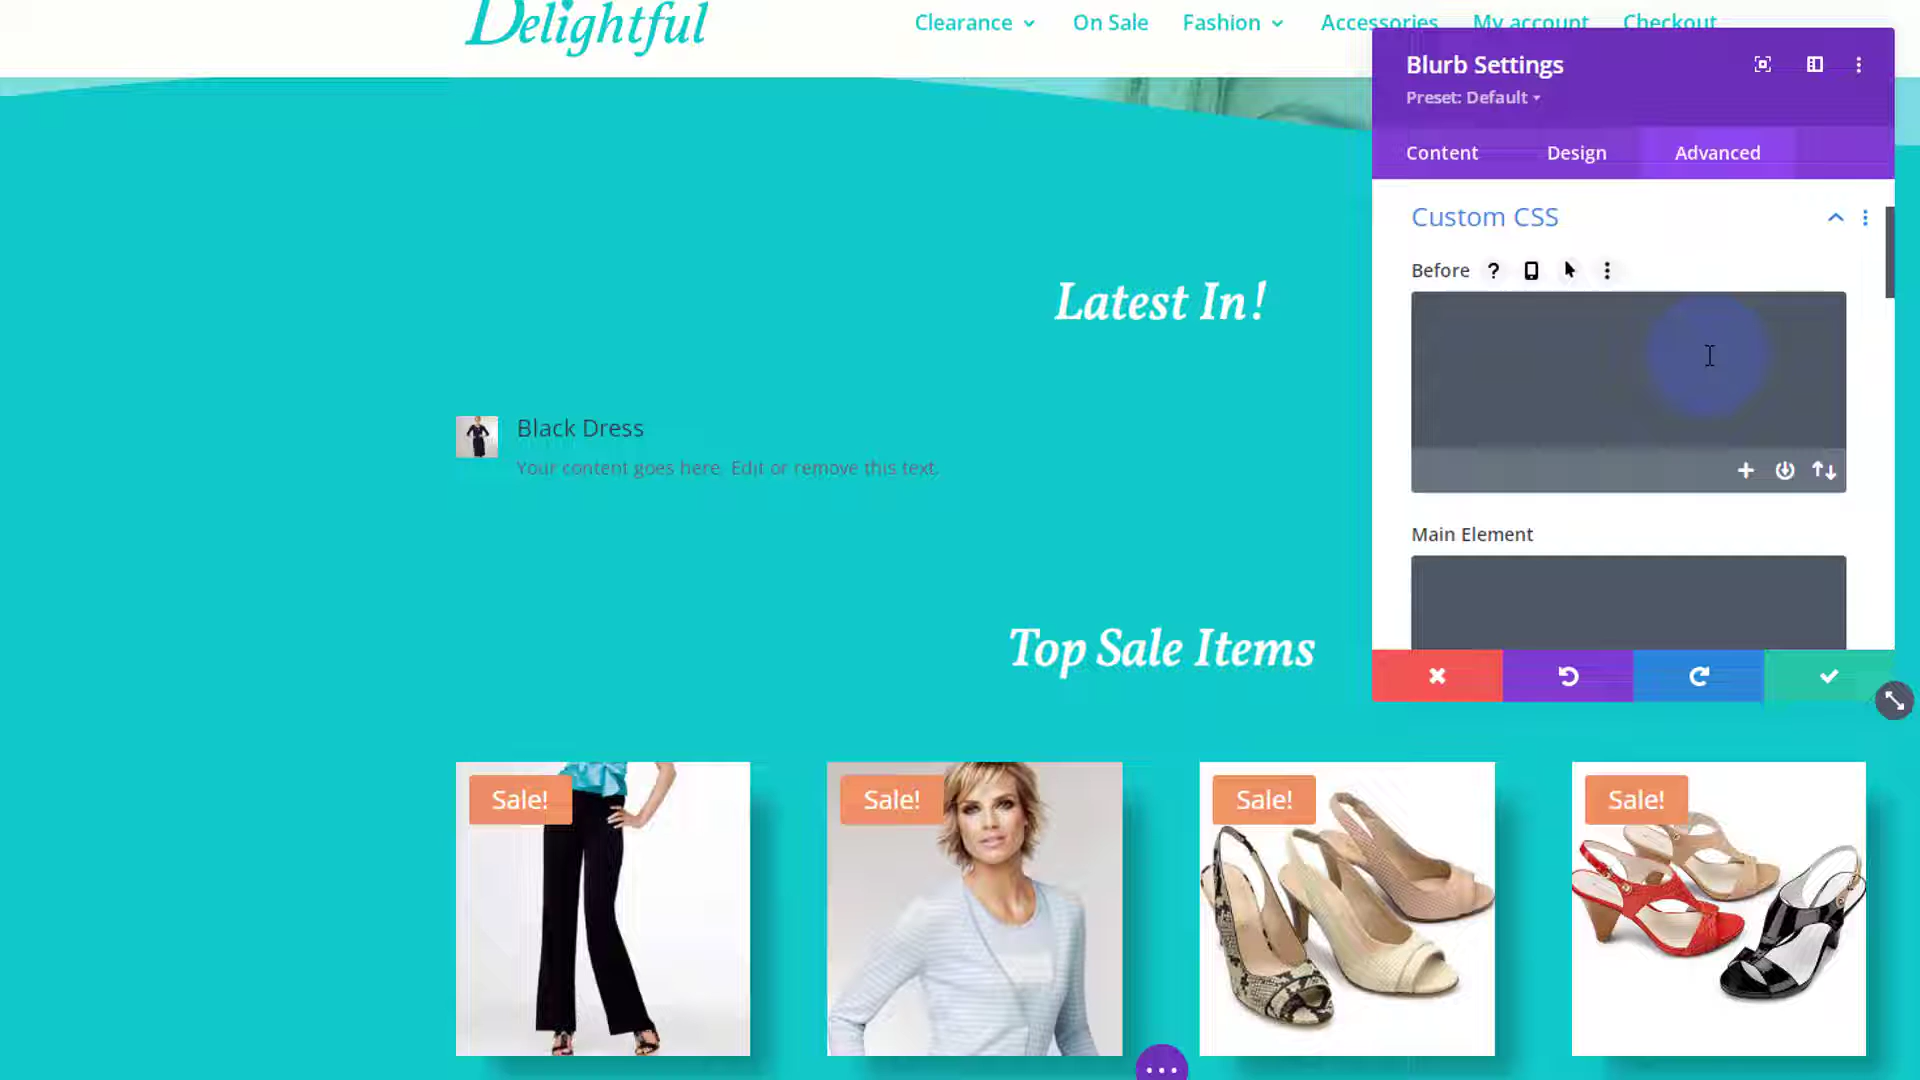 Delightful
Clearance On Sale Fashion Accessories My account Checkout
Blurb Settings
Preset: Default
Content Design Advanced
Custom CSS
Before ?
Main Element
Latest In!
Black Dress
Your content goes here. Edit or remove this text.
Top Sale Items
Sale! Sale! Sale! Sale!